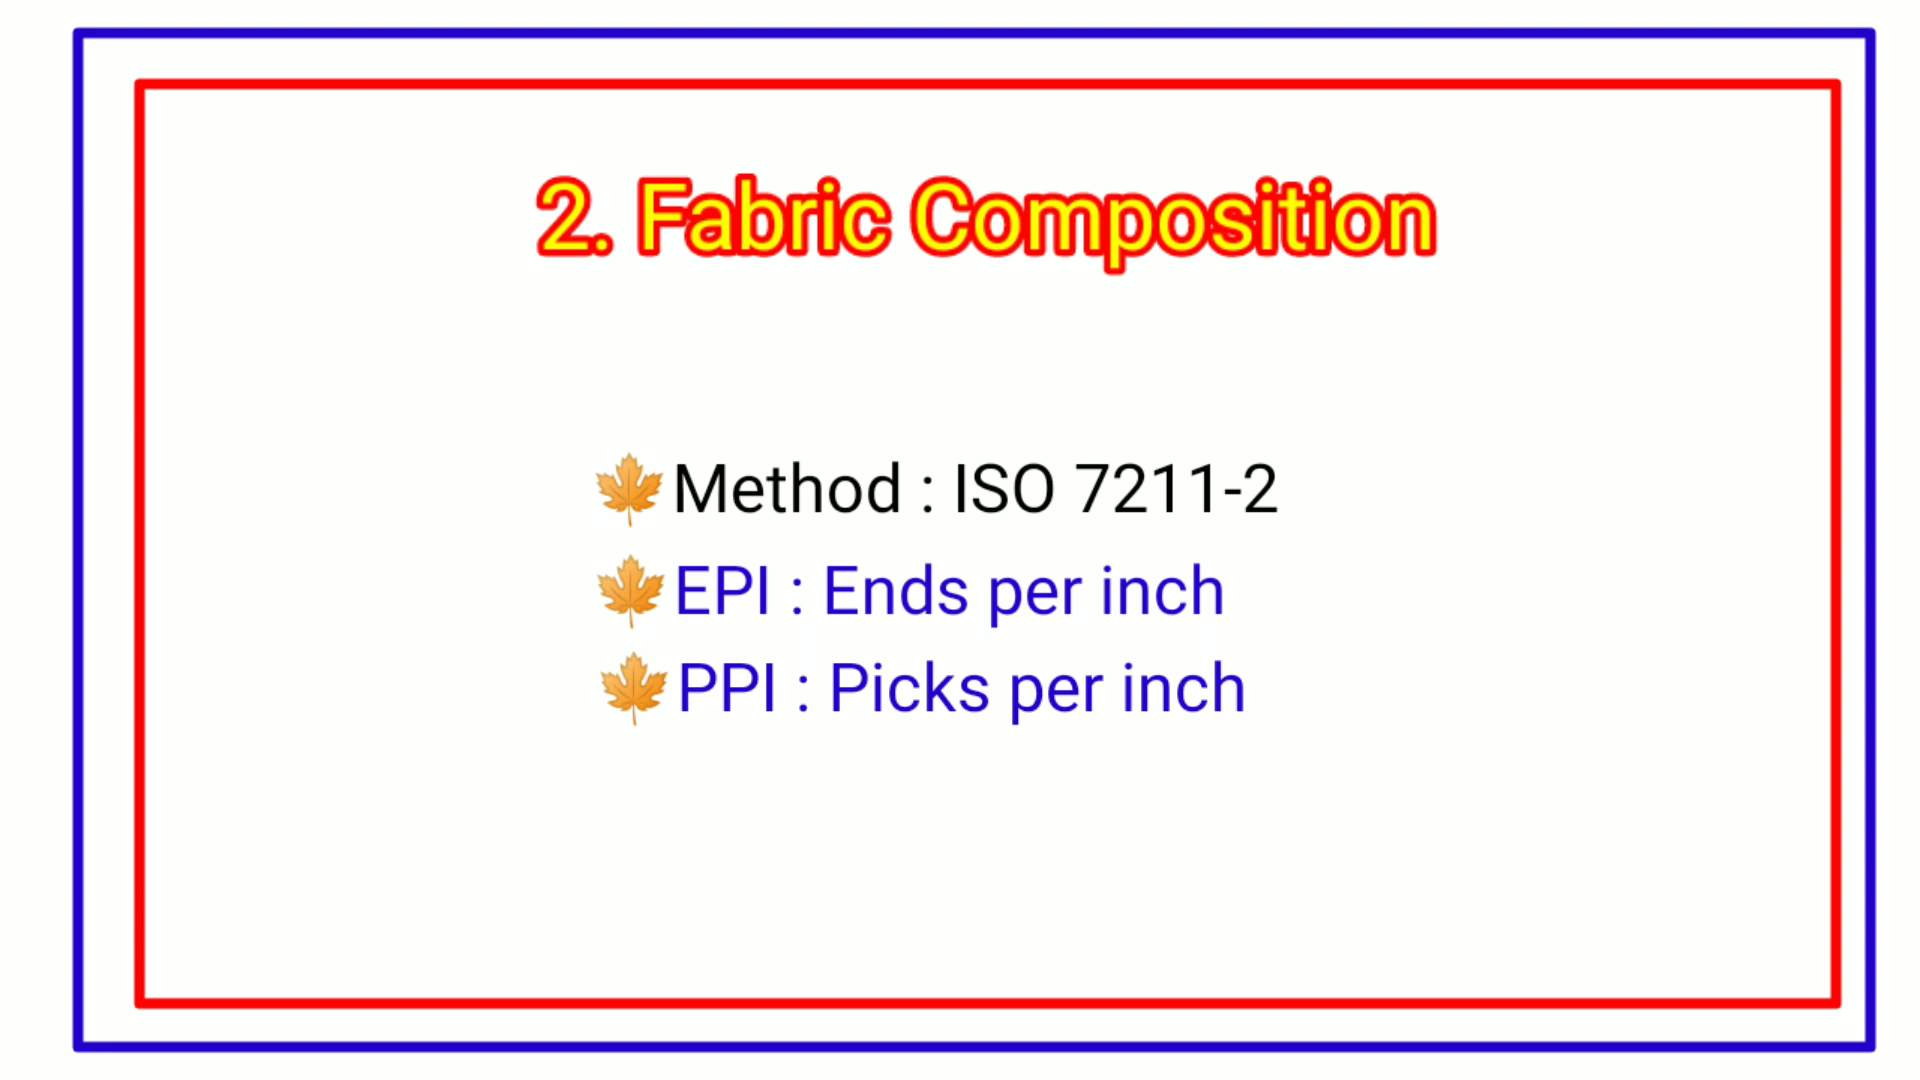 2. Fabric Composition
🍁Method : ISO 7211-2
🍁EPI : Ends per inch
🍁PPI : Picks per inch